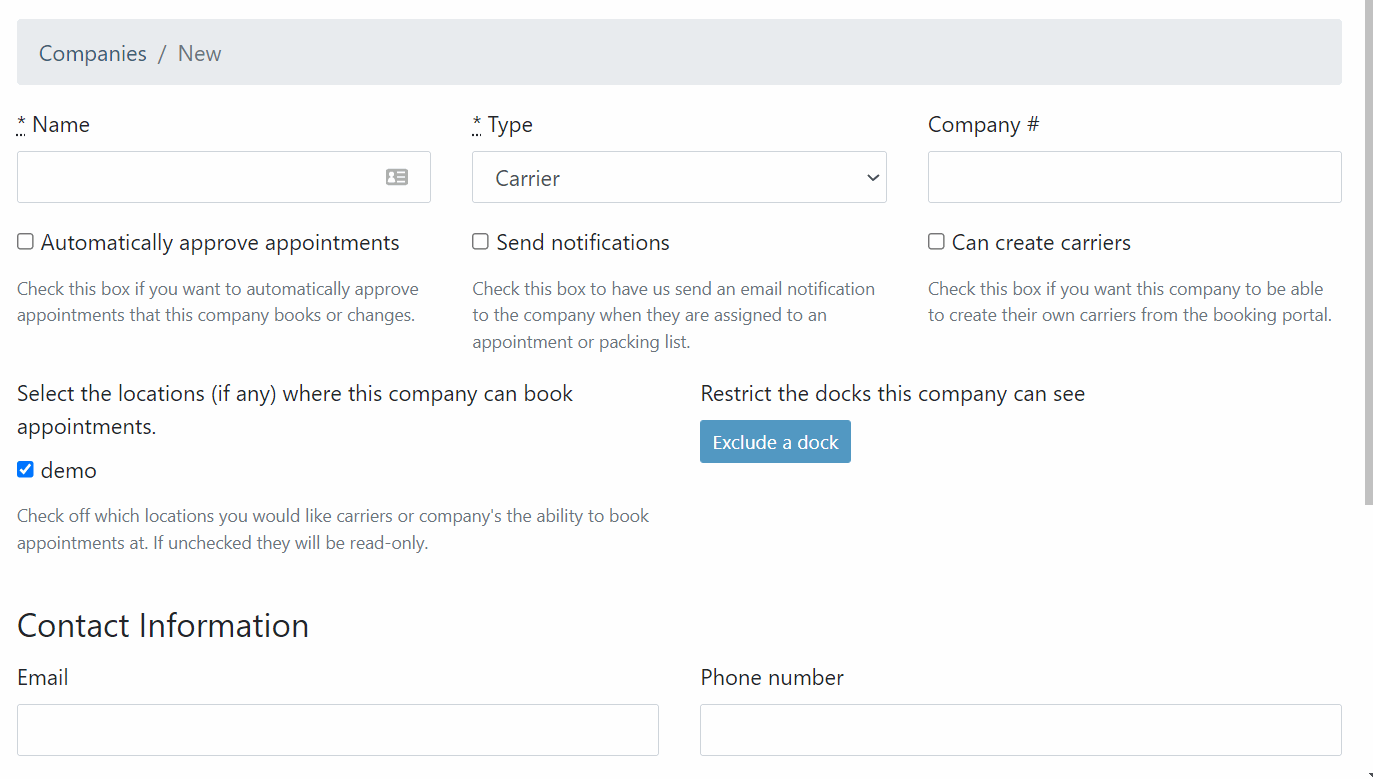 Companies / New
* Name
* Type
Company #
Carrier
Automatically approve appointments
Send notifications
Can create carriers
Check this box if you want to automatically approve
appointments that this company books or changes.
Check this box to have us send an email notification
to the company when they are assigned to an
appointment or packing list.
Check this box if you want this company to be able
to create their own carriers from the booking portal.
Select the locations (if any) where this company can book
appointments.
demo
Check off which locations you would like carriers or company's the ability to book
appointments at. If unchecked they will be read-only.
Restrict the docks this company can see
Exclude a dock
Contact Information
Email
Phone number